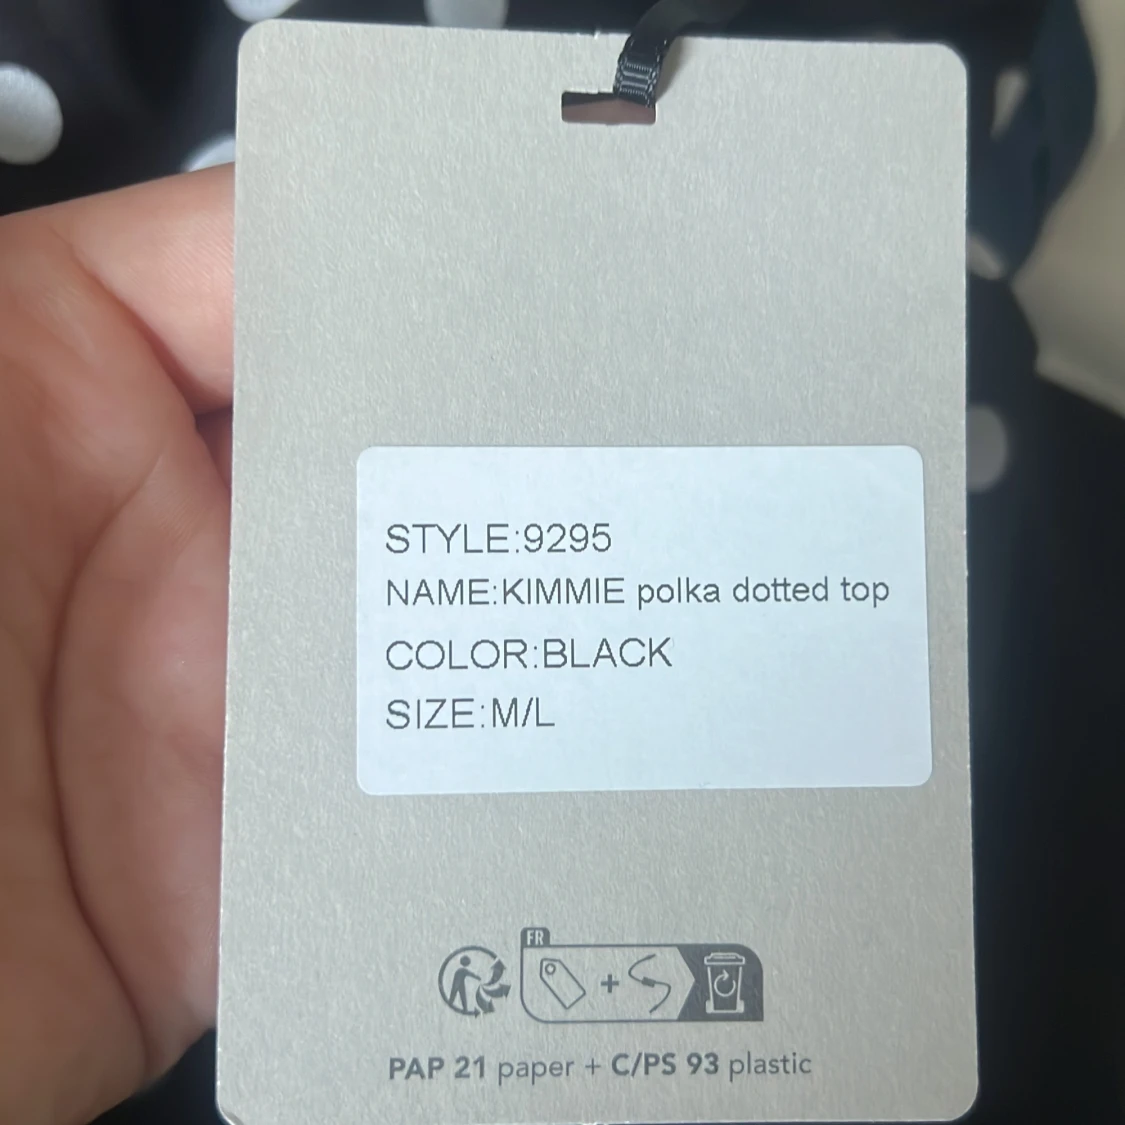 STYLE:9295
NAME:KIMMIE polka dotted top
COLOR:BLACK
SIZE:M/L
FR
PAP 21 paper + C/PS 93 plastic